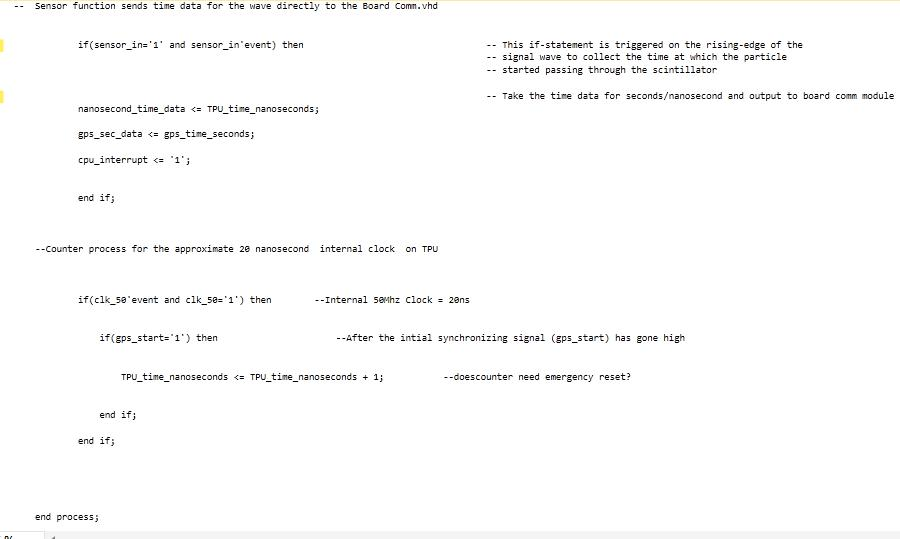 -- Sensor function sends time data for the wave directly to the Board Comm.vhd
if(sensor_in='1' and sensor_in'event) then -- This if-statement is triggered on the rising-edge of the
-- signal wave to collect the time at which the particle
-- started passing through the scintillator
-- Take the time data for seconds/nanosecond and output to board comm module
nanosecond_time_data <= TPU_time_nanoseconds;
gps_sec_data <= gps_time_seconds;
cpu_interrupt <= '1';
end if;
--Counter process for the approximate 20 nanosecond internal clock on TPU
if(clk_50'event and clk_50='1') then --Internal 50Mhz Clock = 20ns
if(gps_start='1') then --After the intial synchronizing signal (gps_start) has gone high
TPU_time_nanoseconds <= TPU_time_nanoseconds + 1; --doescounter need emergency reset?
end if;
end if;
end process;